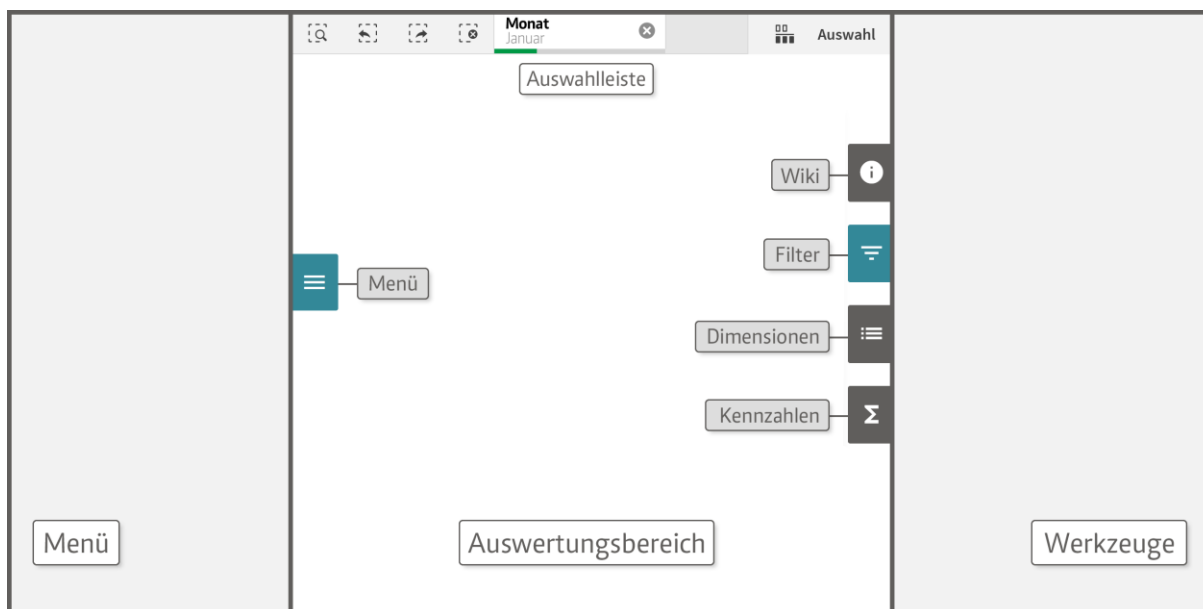 Monat
Januar
Auswahl
Auswahlleiste
Wiki
Filter
Menü
Dimensionen
Kennzahlen
Menü
Auswertungsbereich
Werkzeuge